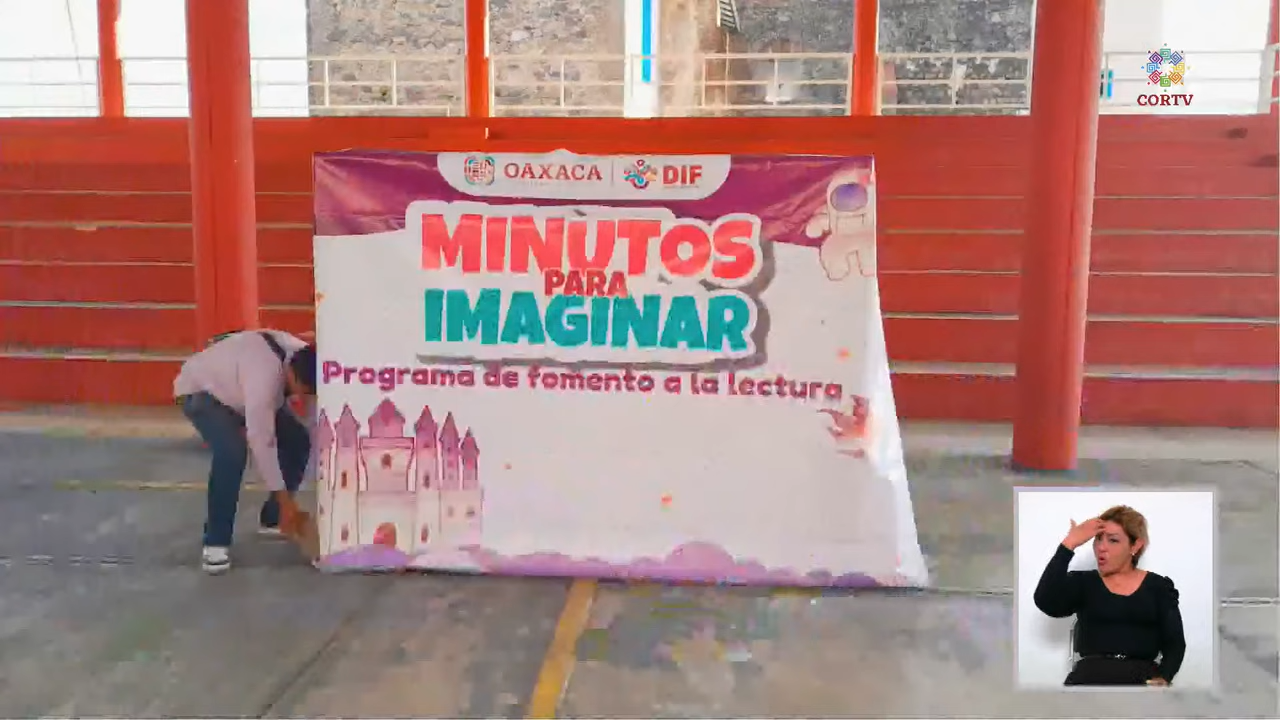 CORTV
OAXACA DIF
MINUTOS
PARA
IMAGINAR
Programa de fomento a la lectura